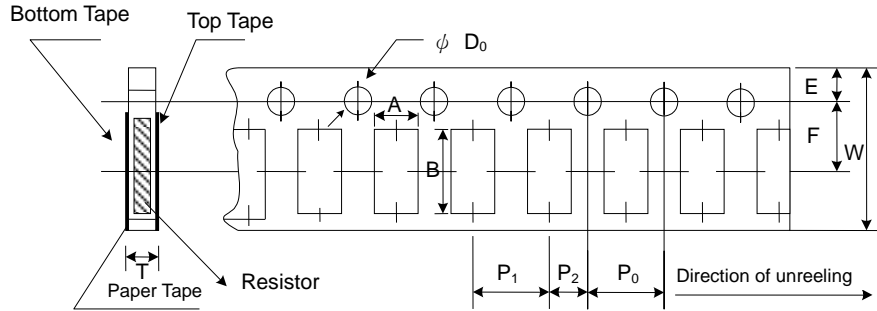 Bottom Tape
Top Tape
ψ D₀
E
A
F
W
B
T
Resistor
Paper Tape
P₁
P₂
P₀
Direction of unreeling